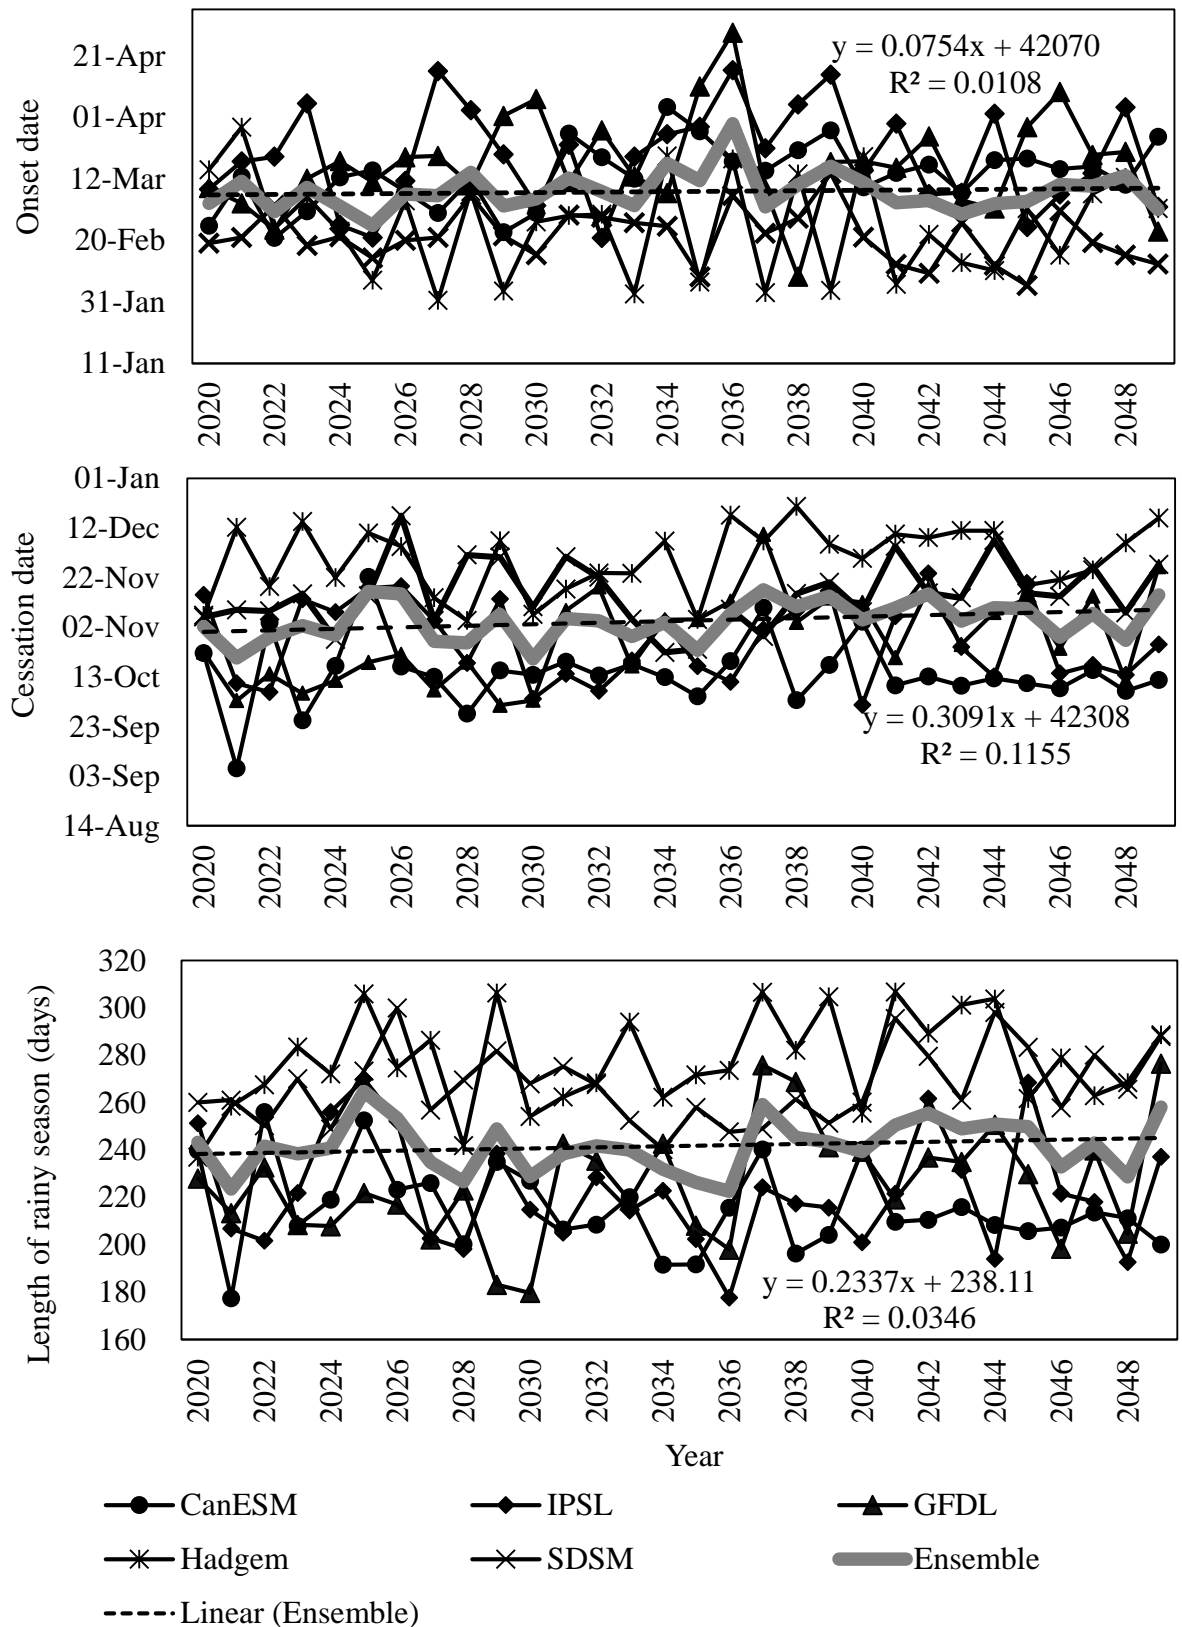 Onset date
21-Apr
01-Apr
12-Mar
20-Feb
31-Jan
11-Jan
y = 0.0754x + 42070
R² = 0.0108
2020 2022 2024 2026 2028 2030 2032 2034 2036 2038 2040 2042 2044 2046 2048
Cessation date
01-Jan
12-Dec
22-Nov
02-Nov
13-Oct
23-Sep
03-Sep
14-Aug
y = 0.3091x + 42308
R² = 0.1155
2020 2022 2024 2026 2028 2030 2032 2034 2036 2038 2040 2042 2044 2046 2048
Length of rainy season (days)
320
300
280
260
240
220
200
180
160
y = 0.2337x + 238.11
R² = 0.0346
2020 2022 2024 2026 2028 2030 2032 2034 2036 2038 2040 2042 2044 2046 2048
Year
CanESM IPSL GFDL
Hadgem SDSM Ensemble
Linear (Ensemble)